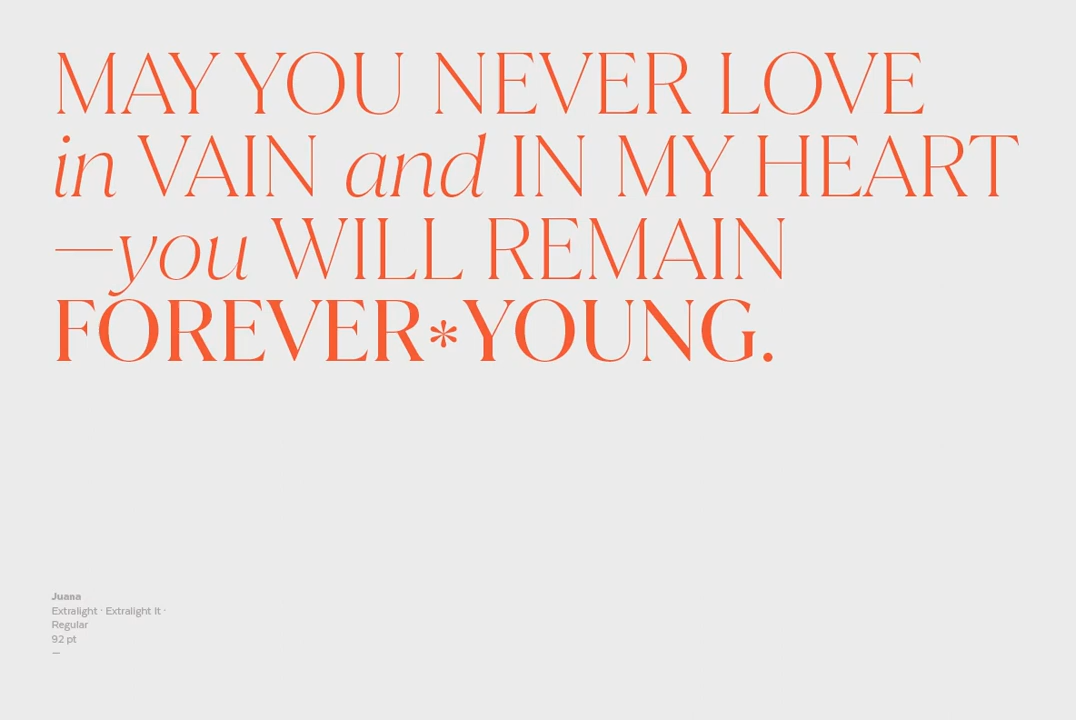 MAY YOU NEVER LOVE
in VAIN and IN MY HEART
—you WILL REMAIN
FOREVER*YOUNG.
Juana
Extralight · Extralight It ·
Regular
92 pt
—